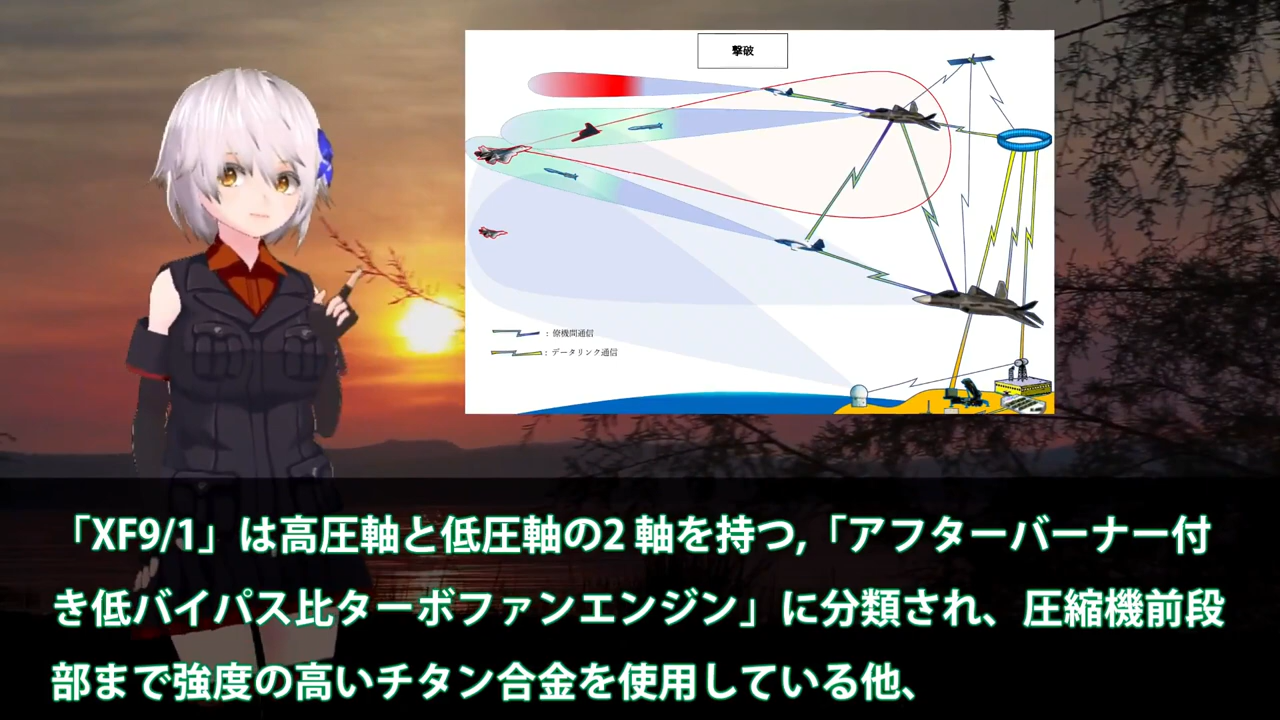 撃破
：僚機間通信
：データリンク通信
「XF9/1」は高圧軸と低圧軸の2 軸を持つ,「アフターバーナー付
き低バイパス比ターボファンエンジン」に分類され、圧縮機前段
部まで強度の高いチタン合金を使用している他、